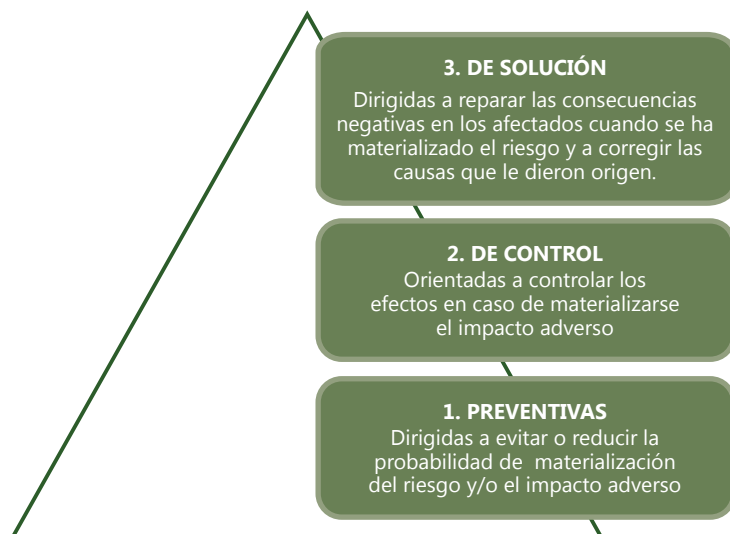 3. DE SOLUCIÓN
Dirigidas a reparar las consecuencias
negativas en los afectados cuando se ha
materializado el riesgo y a corregir las
causas que le dieron origen.
2. DE CONTROL
Orientadas a controlar los
efectos en caso de materializarse
el impacto adverso
1. PREVENTIVAS
Dirigidas a evitar o reducir la
probabilidad de materialización
del riesgo y/o el impacto adverso